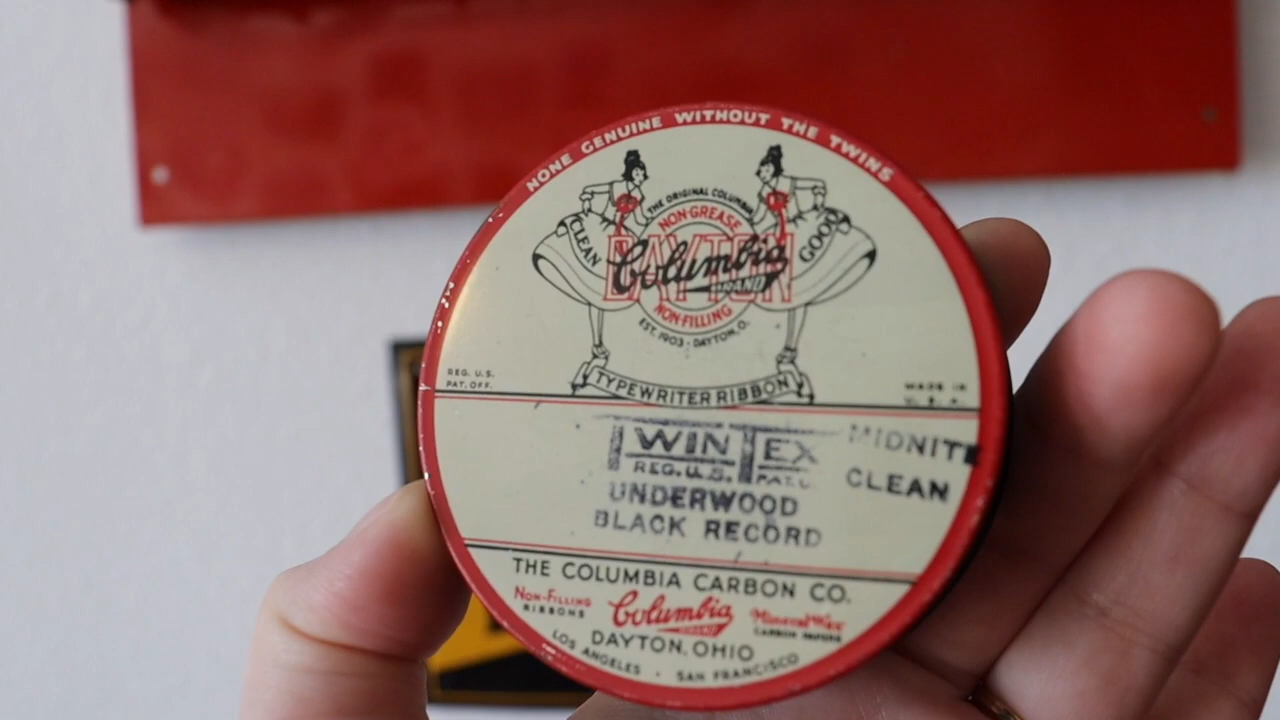 NONE GENUINE WITHOUT THE TWINS
THE ORIGINAL COLUMBIA
NON-GREASE
CLEAN
GOOD
DAYTON
Columbia
BRAND
NON-FILLING
EST. 1903 - DAYTON, O.
REG. U.S.
PAT. OFF.
MADE IN
U. S. A.
TYPEWRITER RIBBON
TWINTEX
REG. U.S. PAT.
MIDNITE
CLEAN
UNDERWOOD
BLACK RECORD
THE COLUMBIA CARBON CO.
NON-FILLING
RIBBONS
Columbia
BRAND
Mineral Wax
CARBON PAPERS
DAYTON, OHIO
LOS ANGELES · SAN FRANCISCO